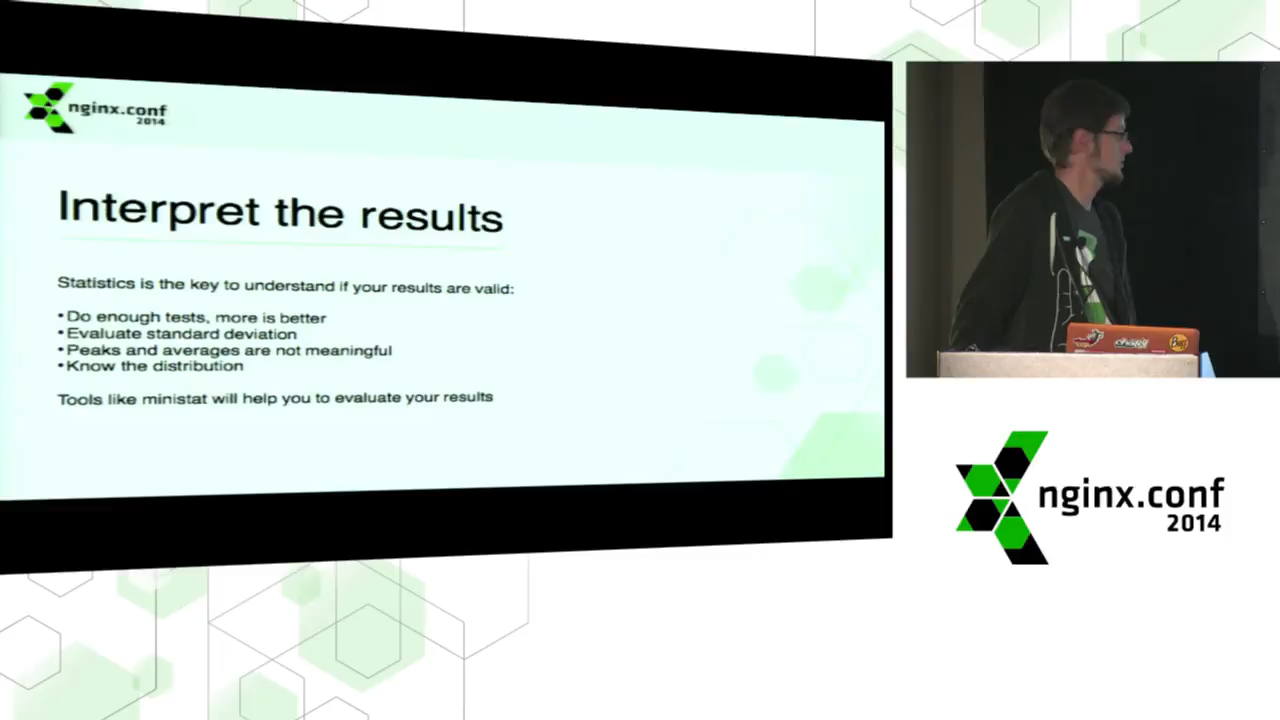 nginx.conf
2014
Interpret the results
Statistics is the key to understand if your results are valid:
• Do enough tests, more is better
• Evaluate standard deviation
• Peaks and averages are not meaningful
• Know the distribution
Tools like ministat will help you to evaluate your results
nginx.conf
2014